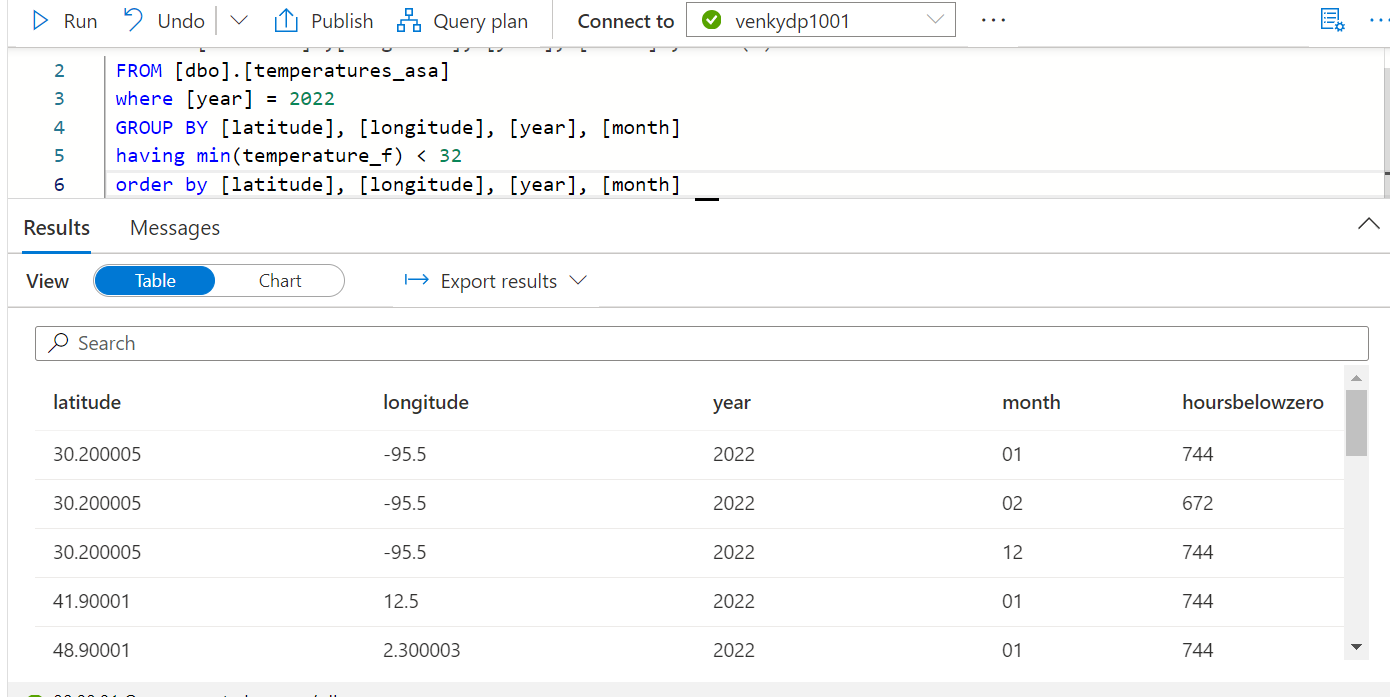 Run Undo Publish Query plan Connect to venkydp1001 ...
2 FROM [dbo].[temperatures_asa]
3 where [year] = 2022
4 GROUP BY [latitude], [longitude], [year], [month]
5 having min(temperature_f) < 32
6 order by [latitude], [longitude], [year], [month]
Results Messages
View Table Chart Export results
Search
latitude longitude year month hoursbelowzero
30.200005 -95.5 2022 01 744
30.200005 -95.5 2022 02 672
30.200005 -95.5 2022 12 744
41.90001 12.5 2022 01 744
48.90001 2.300003 2022 01 744